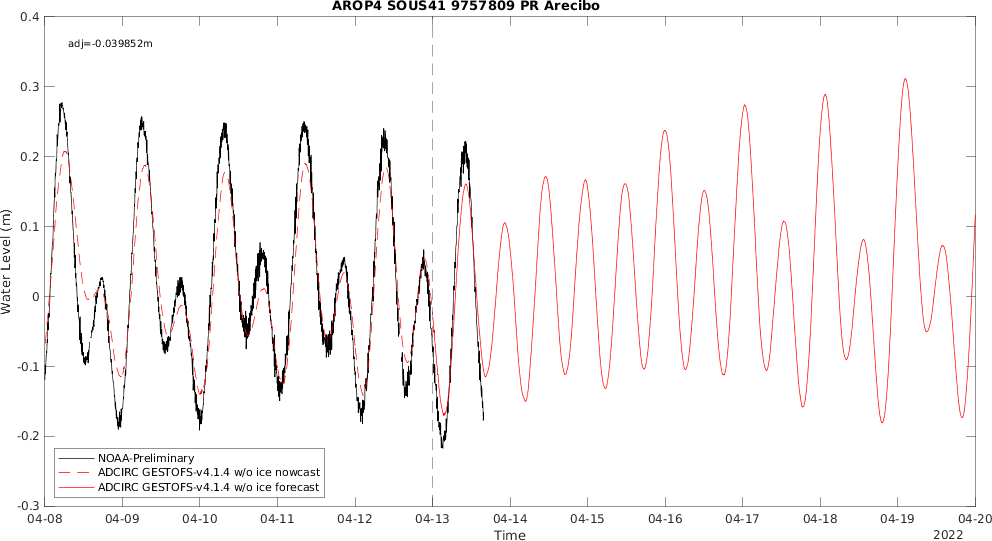 AROP4 SOUS41 9757809 PR Arecibo
adj=-0.039852m
Water Level (m)
0.4
0.3
0.2
0.1
0
-0.1
-0.2
-0.3
NOAA-Preliminary
ADCIRC GESTOFS-v4.1.4 w/o ice nowcast
ADCIRC GESTOFS-v4.1.4 w/o ice forecast
04-08 04-09 04-10 04-11 04-12 04-13 04-14 04-15 04-16 04-17 04-18 04-19 04-20
Time
2022